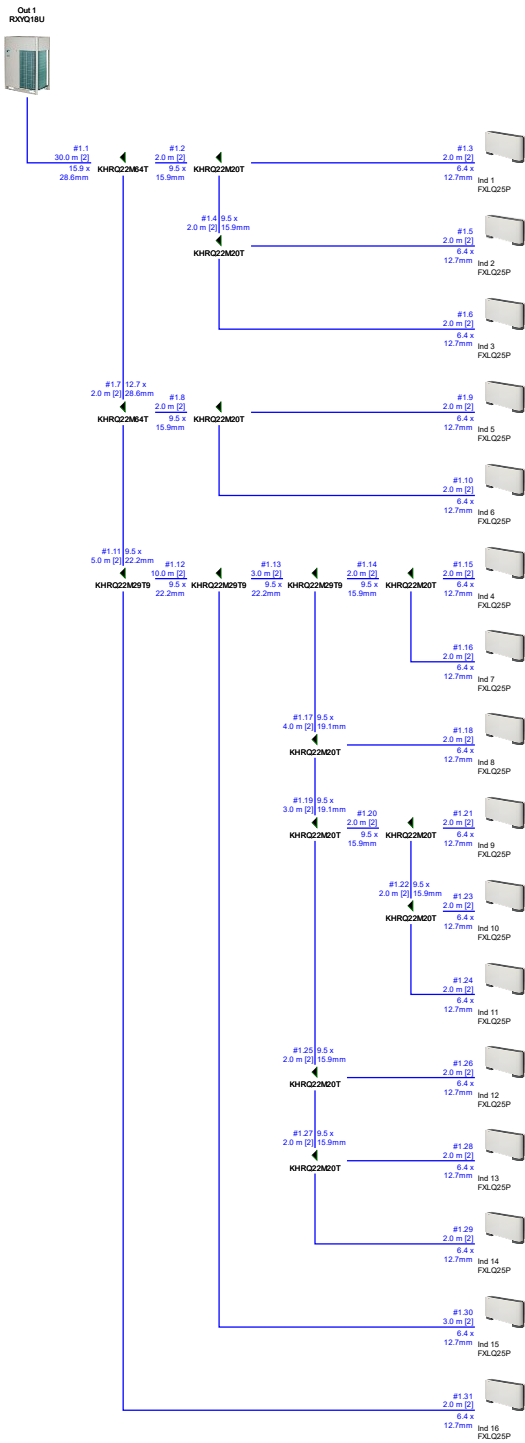 Out 1
RXYQ18U
#1.1
30.0 m [2]
15.9 x
28.6mm
KHRQ22M64T
#1.2
2.0 m [2]
9.5 x
15.9mm
KHRQ22M20T
#1.3
2.0 m [2]
6.4 x
12.7mm
Ind 1
FXLQ25P
#1.4 9.5 x
2.0 m [2] 15.9mm
KHRQ22M20T
#1.5
2.0 m [2]
6.4 x
12.7mm
Ind 2
FXLQ25P
#1.6
2.0 m [2]
6.4 x
12.7mm
Ind 3
FXLQ25P
#1.7 12.7 x
2.0 m [2] 28.6mm
KHRQ22M64T
#1.8
2.0 m [2]
9.5 x
15.9mm
KHRQ22M20T
#1.9
2.0 m [2]
6.4 x
12.7mm
Ind 5
FXLQ25P
#1.10
2.0 m [2]
6.4 x
12.7mm
Ind 6
FXLQ25P
#1.11 9.5 x
5.0 m [2] 22.2mm
KHRQ22M29T9
#1.12
10.0 m [2]
9.5 x
22.2mm
KHRQ22M29T9
#1.13
3.0 m [2]
9.5 x
22.2mm
KHRQ22M29T9
#1.14
2.0 m [2]
9.5 x
15.9mm
KHRQ22M20T
#1.15
2.0 m [2]
6.4 x
12.7mm
Ind 4
FXLQ25P
#1.16
2.0 m [2]
6.4 x
12.7mm
Ind 7
FXLQ25P
#1.17 9.5 x
4.0 m [2] 19.1mm
KHRQ22M20T
#1.18
2.0 m [2]
6.4 x
12.7mm
Ind 8
FXLQ25P
#1.19 9.5 x
3.0 m [2] 19.1mm
KHRQ22M20T
#1.20
2.0 m [2]
9.5 x
15.9mm
KHRQ22M20T
#1.21
2.0 m [2]
6.4 x
12.7mm
Ind 9
FXLQ25P
#1.22 9.5 x
2.0 m [2] 15.9mm
KHRQ22M20T
#1.23
2.0 m [2]
6.4 x
12.7mm
Ind 10
FXLQ25P
#1.24
2.0 m [2]
6.4 x
12.7mm
Ind 11
FXLQ25P
#1.25 9.5 x
2.0 m [2] 15.9mm
KHRQ22M20T
#1.26
2.0 m [2]
6.4 x
12.7mm
Ind 12
FXLQ25P
#1.27 9.5 x
2.0 m [2] 15.9mm
KHRQ22M20T
#1.28
2.0 m [2]
6.4 x
12.7mm
Ind 13
FXLQ25P
#1.29
2.0 m [2]
6.4 x
12.7mm
Ind 14
FXLQ25P
#1.30
3.0 m [2]
6.4 x
12.7mm
Ind 15
FXLQ25P
#1.31
2.0 m [2]
6.4 x
12.7mm
Ind 16
FXLQ25P